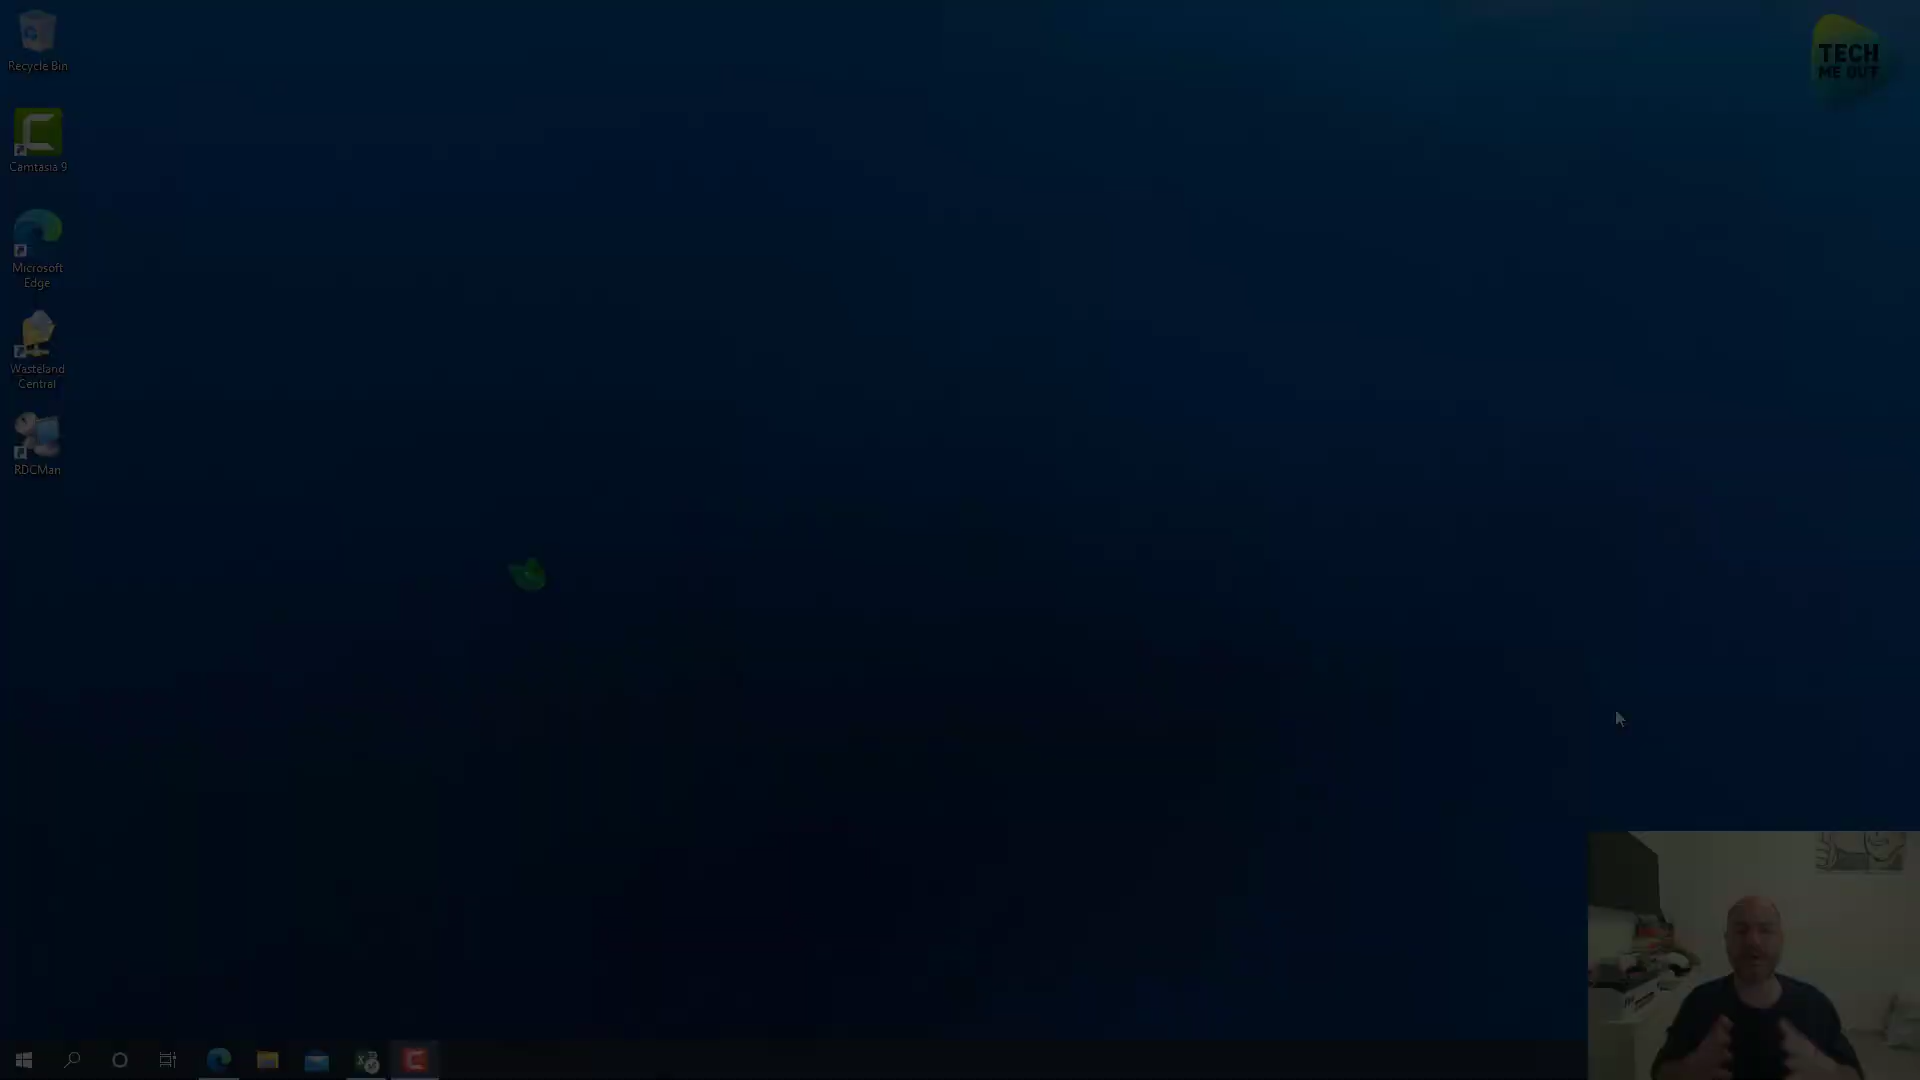 Recycle Bin
TECH
ME OUT
Camtasia 9
Microsoft
Edge
Wasteland
Central
RDCMan